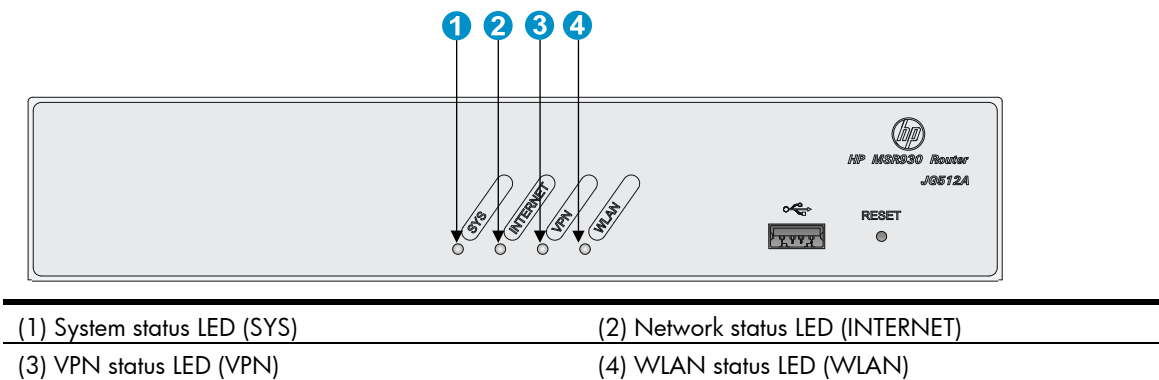 1 2 3 4
hp
HP MSR930 Router
JG512A
SYS
INTERNET
VPN
WLAN
RESET
(1) System status LED (SYS) (2) Network status LED (INTERNET)
(3) VPN status LED (VPN) (4) WLAN status LED (WLAN)